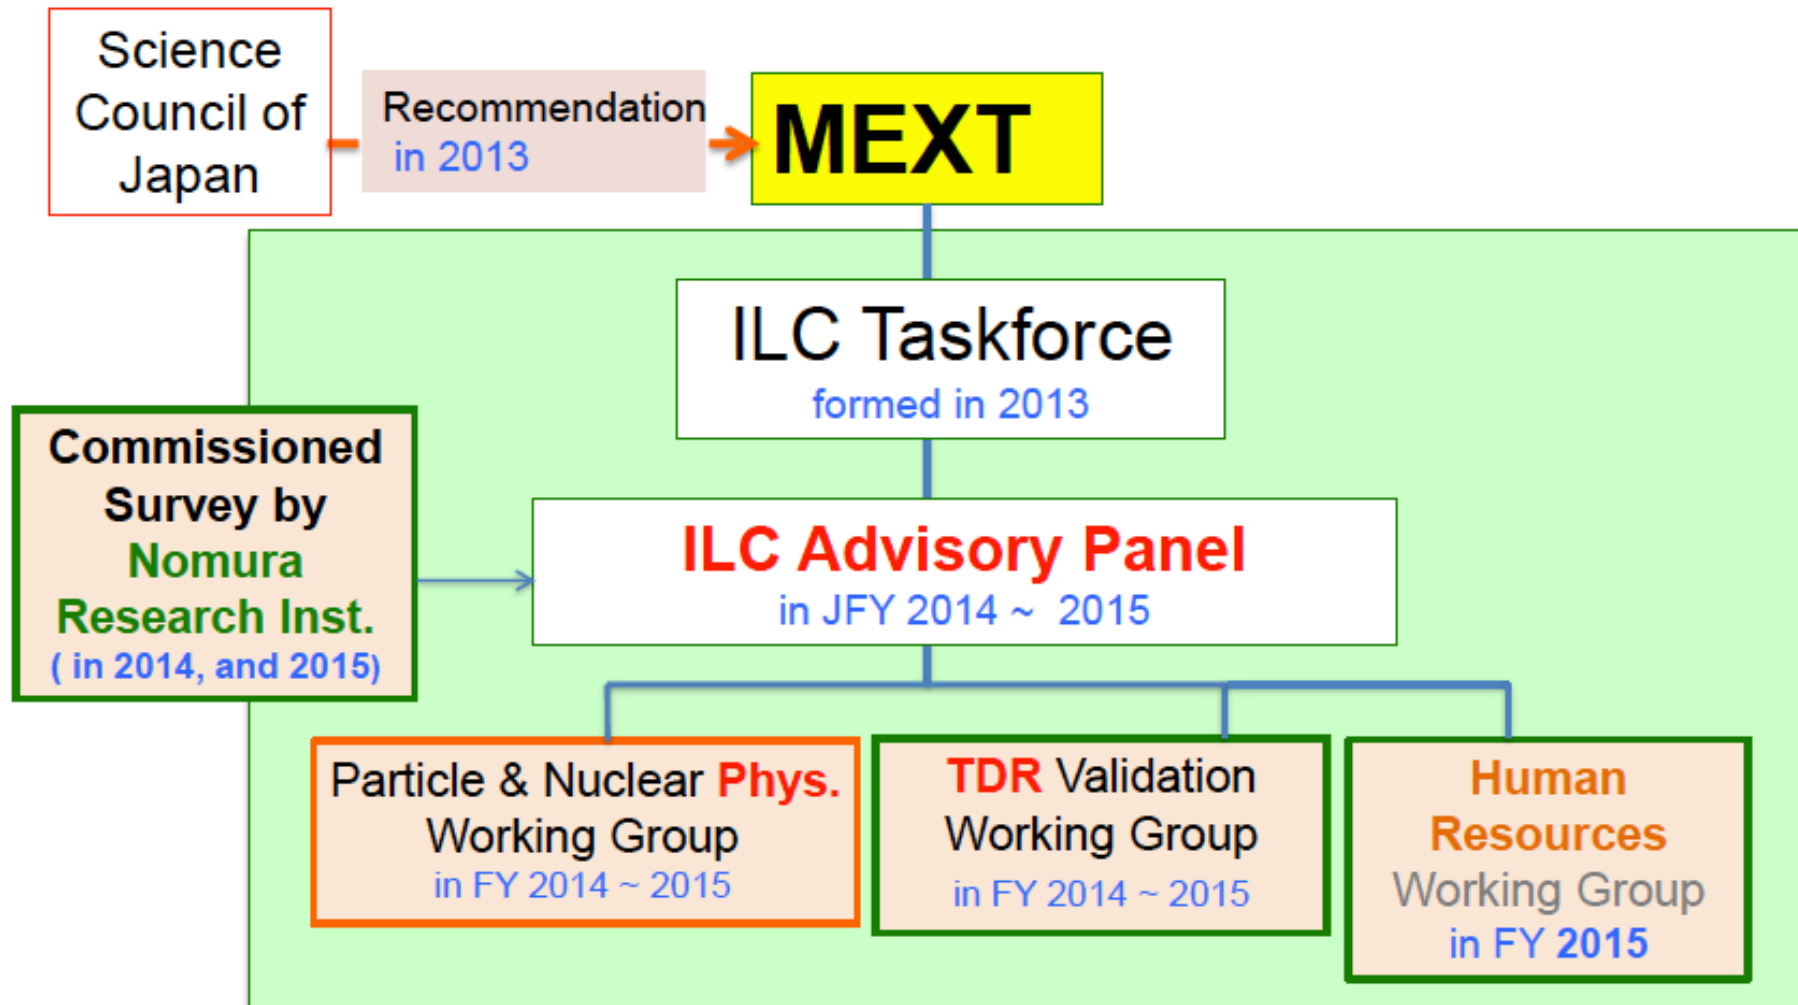 Science
Council of
Japan
Recommendation
in 2013
MEXT
ILC Taskforce
formed in 2013
Commissioned
Survey by
Nomura
Research Inst.
( in 2014, and 2015)
ILC Advisory Panel
in JFY 2014 ~ 2015
Particle & Nuclear Phys.
Working Group
in FY 2014 ~ 2015
TDR Validation
Working Group
in FY 2014 ~ 2015
Human
Resources
Working Group
in FY 2015